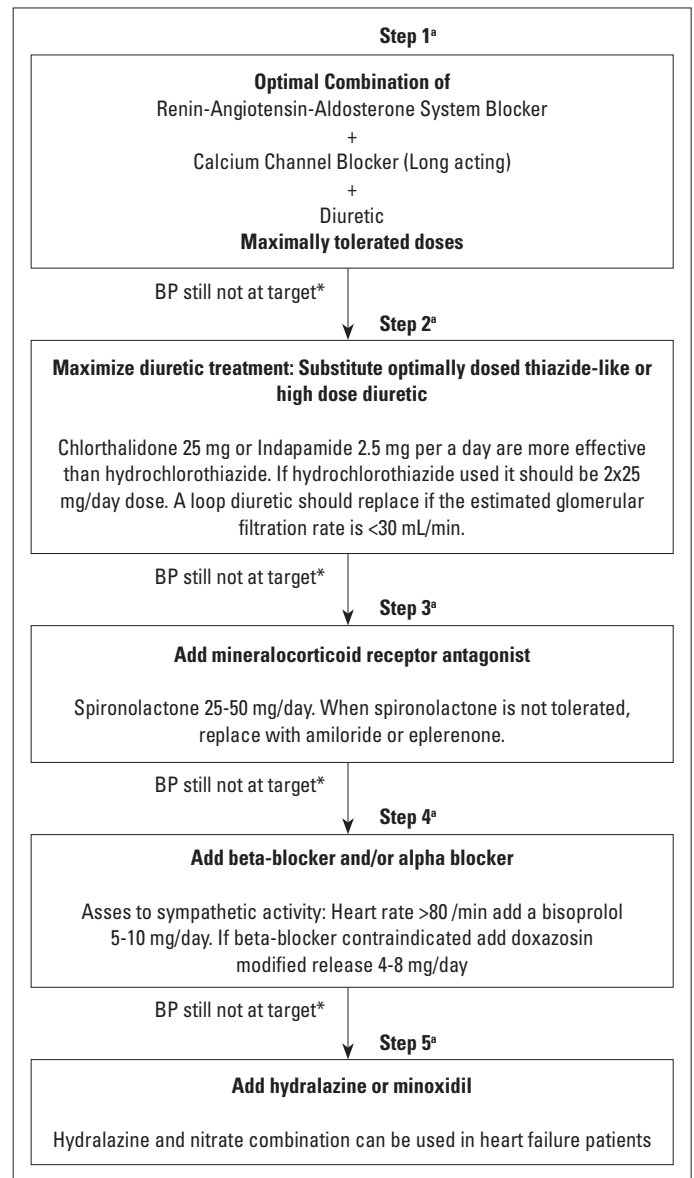 Step 1ª
Optimal Combination of
Renin-Angiotensin-Aldosterone System Blocker
+
Calcium Channel Blocker (Long acting)
+
Diuretic
Maximally tolerated doses
BP still not at target*
Step 2ª
Maximize diuretic treatment: Substitute optimally dosed thiazide-like or
high dose diuretic
Chlorthalidone 25 mg or Indapamide 2.5 mg per a day are more effective
than hydrochlorothiazide. If hydrochlorothiazide used it should be 2x25
mg/day dose. A loop diuretic should replace if the estimated glomerular
filtration rate is <30 mL/min.
BP still not at target*
Step 3ª
Add mineralocorticoid receptor antagonist
Spironolactone 25-50 mg/day. When spironolactone is not tolerated,
replace with amiloride or eplerenone.
BP still not at target*
Step 4ª
Add beta-blocker and/or alpha blocker
Asses to sympathetic activity: Heart rate >80 /min add a bisoprolol
5-10 mg/day. If beta-blocker contraindicated add doxazosin
modified release 4-8 mg/day
BP still not at target*
Step 5ª
Add hydralazine or minoxidil
Hydralazine and nitrate combination can be used in heart failure patients